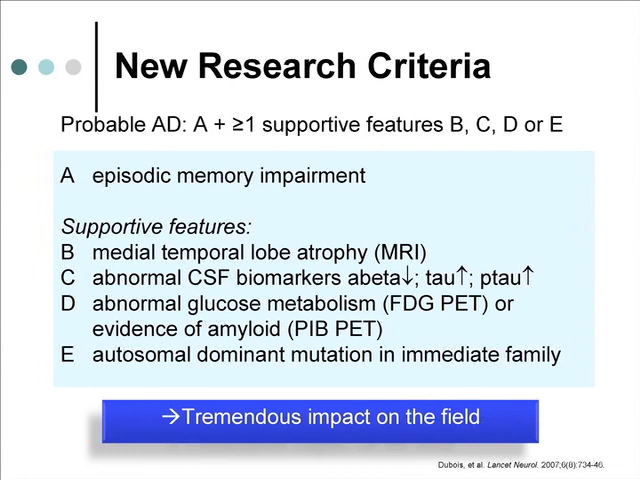 New Research Criteria
Probable AD: A + ≥1 supportive features B, C, D or E
A episodic memory impairment
Supportive features:
B medial temporal lobe atrophy (MRI)
C abnormal CSF biomarkers abeta↓; tau↑; ptau↑
D abnormal glucose metabolism (FDG PET) or
evidence of amyloid (PIB PET)
E autosomal dominant mutation in immediate family
→Tremendous impact on the field
Dubois, et al. Lancet Neurol. 2007;6(8):734-46.